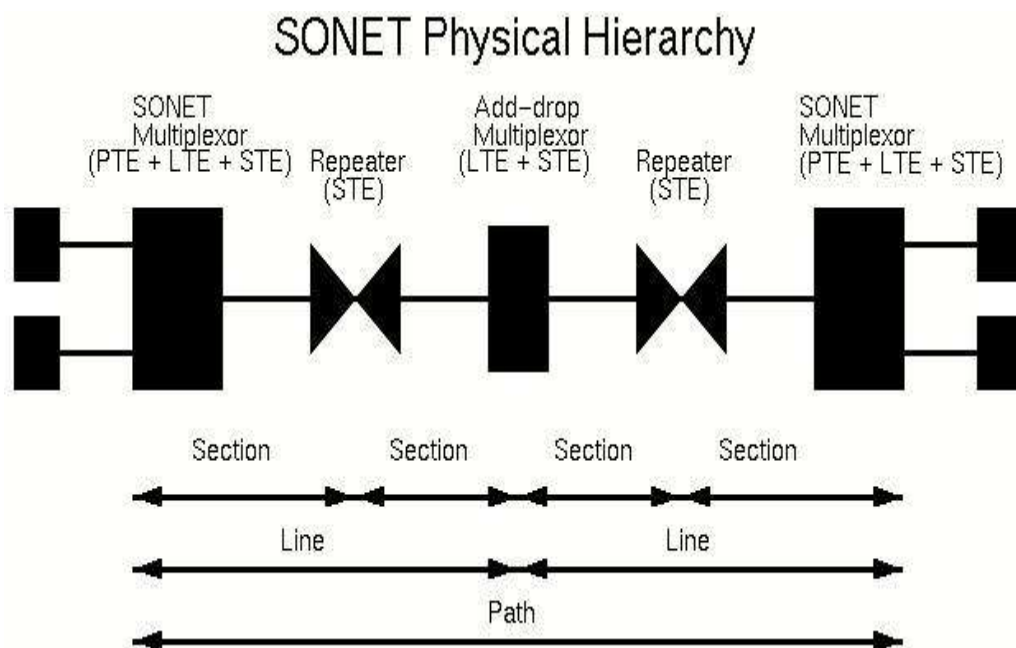 SONET Physical Hierarchy
SONET
Multiplexor
(PTE + LTE + STE)
Repeater
(STE)
Add-drop
Multiplexor
(LTE + STE)
Repeater
(STE)
SONET
Multiplexor
(PTE + LTE + STE)
Section
Section
Section
Section
Line
Line
Path